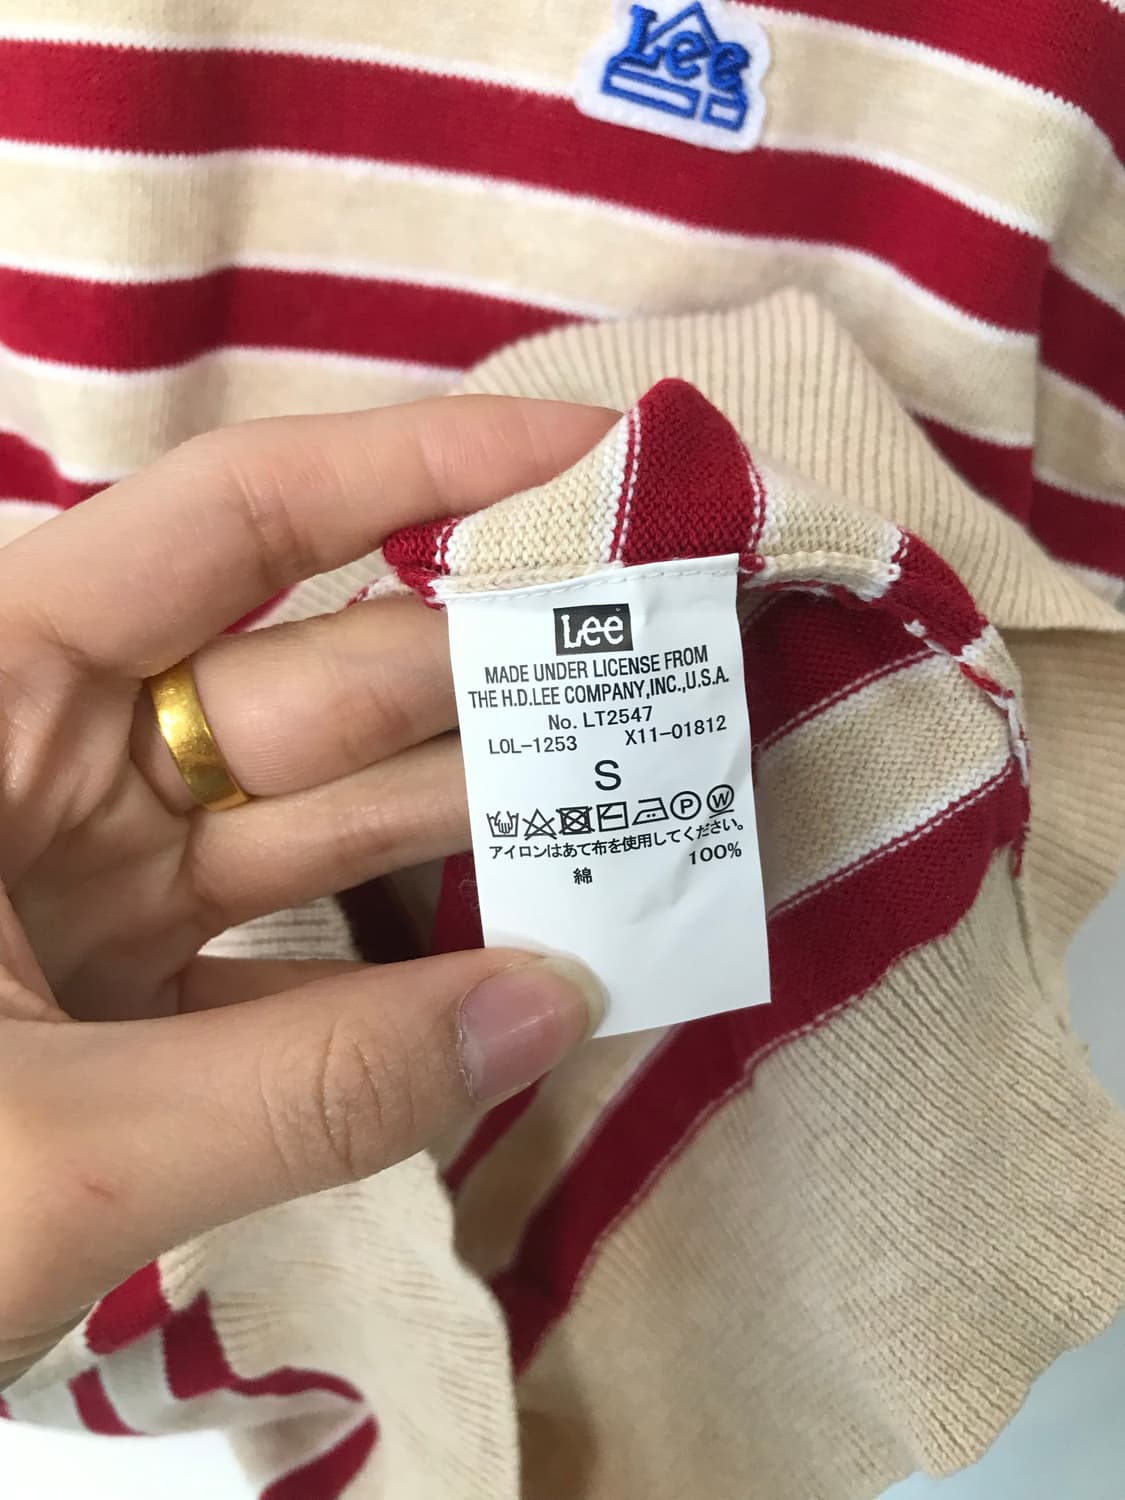 Lee
Lee
MADE UNDER LICENSE FROM
THE H.D.LEE COMPANY,INC.,U.S.A.
No. LT2547
LOL-1253 X11-01812
S
P W
アイロンはあて布を使用してください。
綿 100%